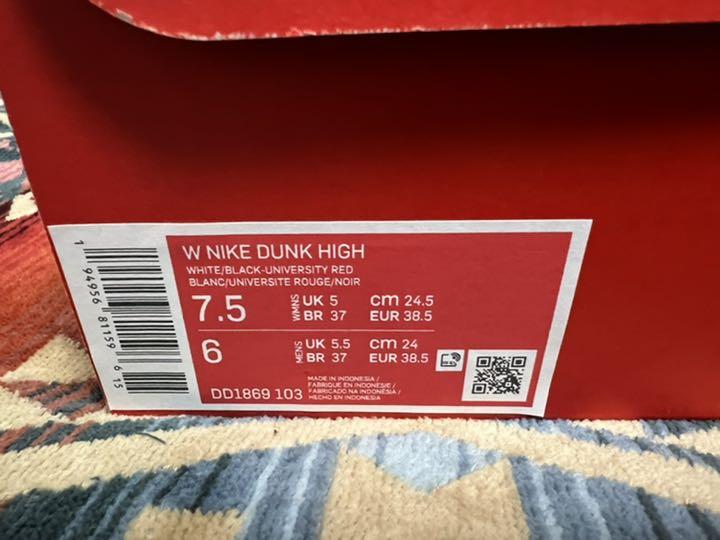 W NIKE DUNK HIGH
WHITE/BLACK-UNIVERSITY RED
BLANC/UNIVERSITE ROUGE/NOIR
7.5 WMNS UK 5 cm 24.5
BR 37 EUR 38.5
6 MENS UK 5.5 cm 24
BR 37 EUR 38.5
DD1869 103
MADE IN INDONESIA /
FABRIQUE EN INDONESIE /
FABRICADO NA INDONÉSIA /
HECHO EN INDONESIA
1 94956 81159 6 15